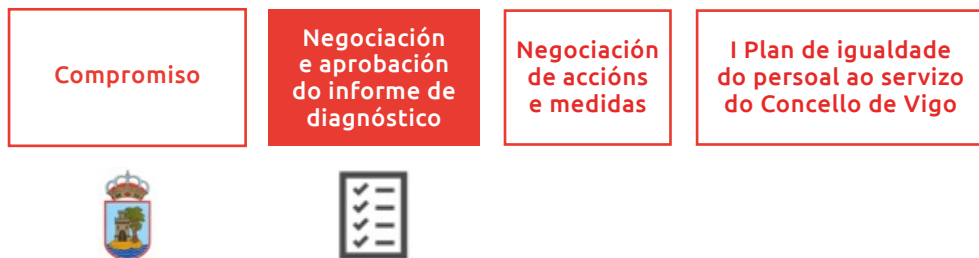 Compromiso
Negociación
e aprobación
do informe de
diagnóstico
Negociación
de accións
e medidas
I Plan de igualdade
do persoal ao servizo
do Concello de Vigo